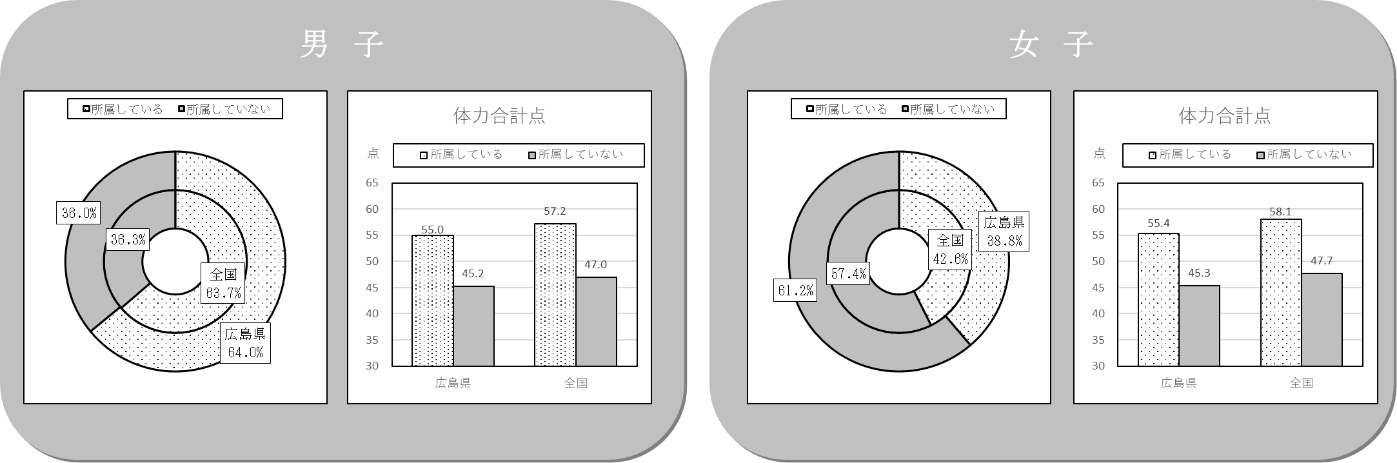 男 子
所属している 所属していない
36.0%
36.3%
全国
63.7%
広島県
64.0%
体力合計点
点
所属している 所属していない
65
60
55
50
45
40
35
30
55.0
45.2
57.2
47.0
広島県 全国
女 子
所属している 所属していない
広島県
38.8%
全国
42.6%
57.4%
61.2%
体力合計点
点
所属している 所属していない
65
60
55
50
45
40
35
30
55.4
45.3
58.1
47.7
広島県 全国